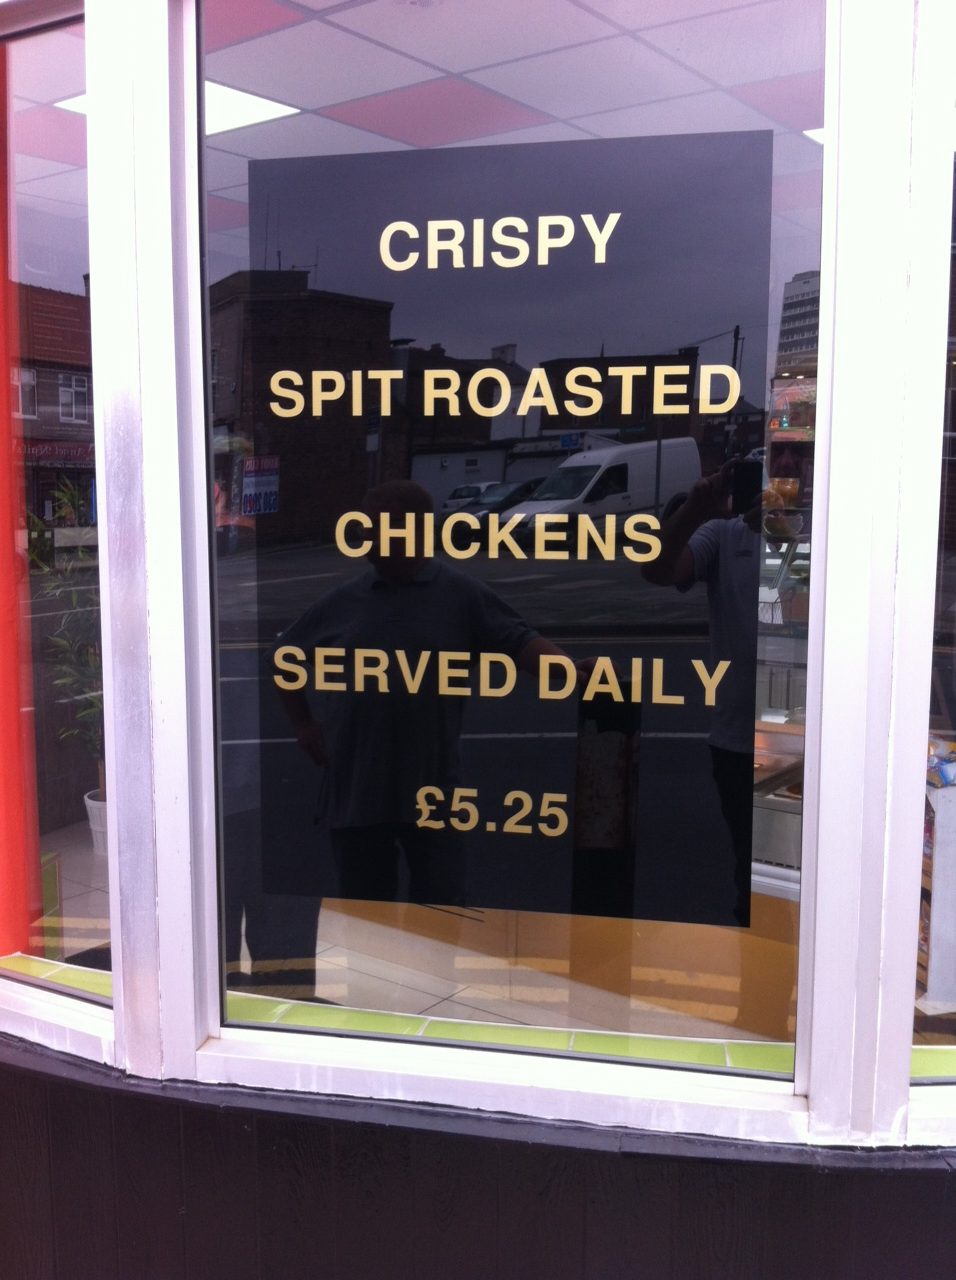 CRISPY
SPIT ROASTED
CHICKENS
SERVED DAILY
£5.25